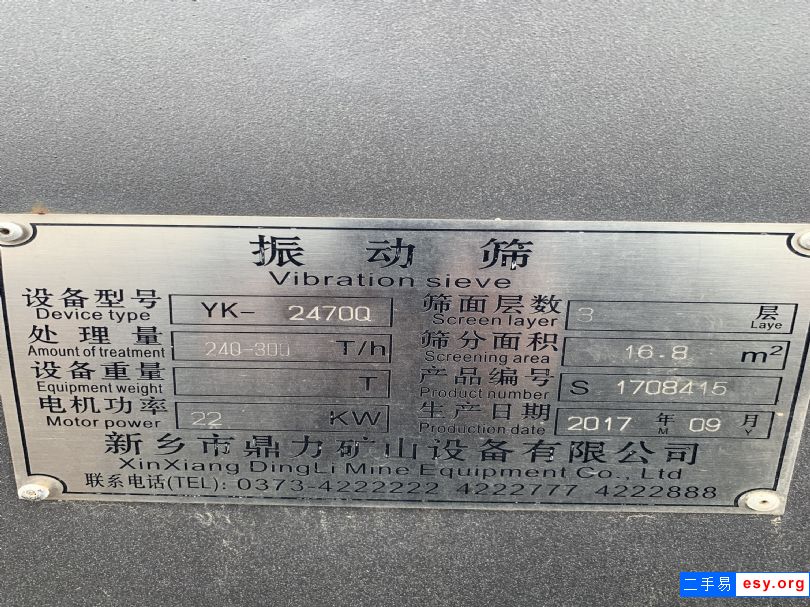 振动筛
Vibration sieve
设备型号 YK- 2470Q
Device type
筛面层数 3 层
Screen layer Laye
处理量 240-300 T/h
Amount of treatment
筛分面积 16.8 m²
Screening area
设备重量 T
Equipment weight
产品编号 S 1708415
Product number
电机功率 22 KW
Motor power
生产日期 2017 年 09 月
Production date M Y
新乡市鼎力矿山设备有限公司
XinXiang DingLi Mine Equipment Co., Ltd
联系电话(TEL): 0373-4222222 4222777 4222888
二手易 esy.org